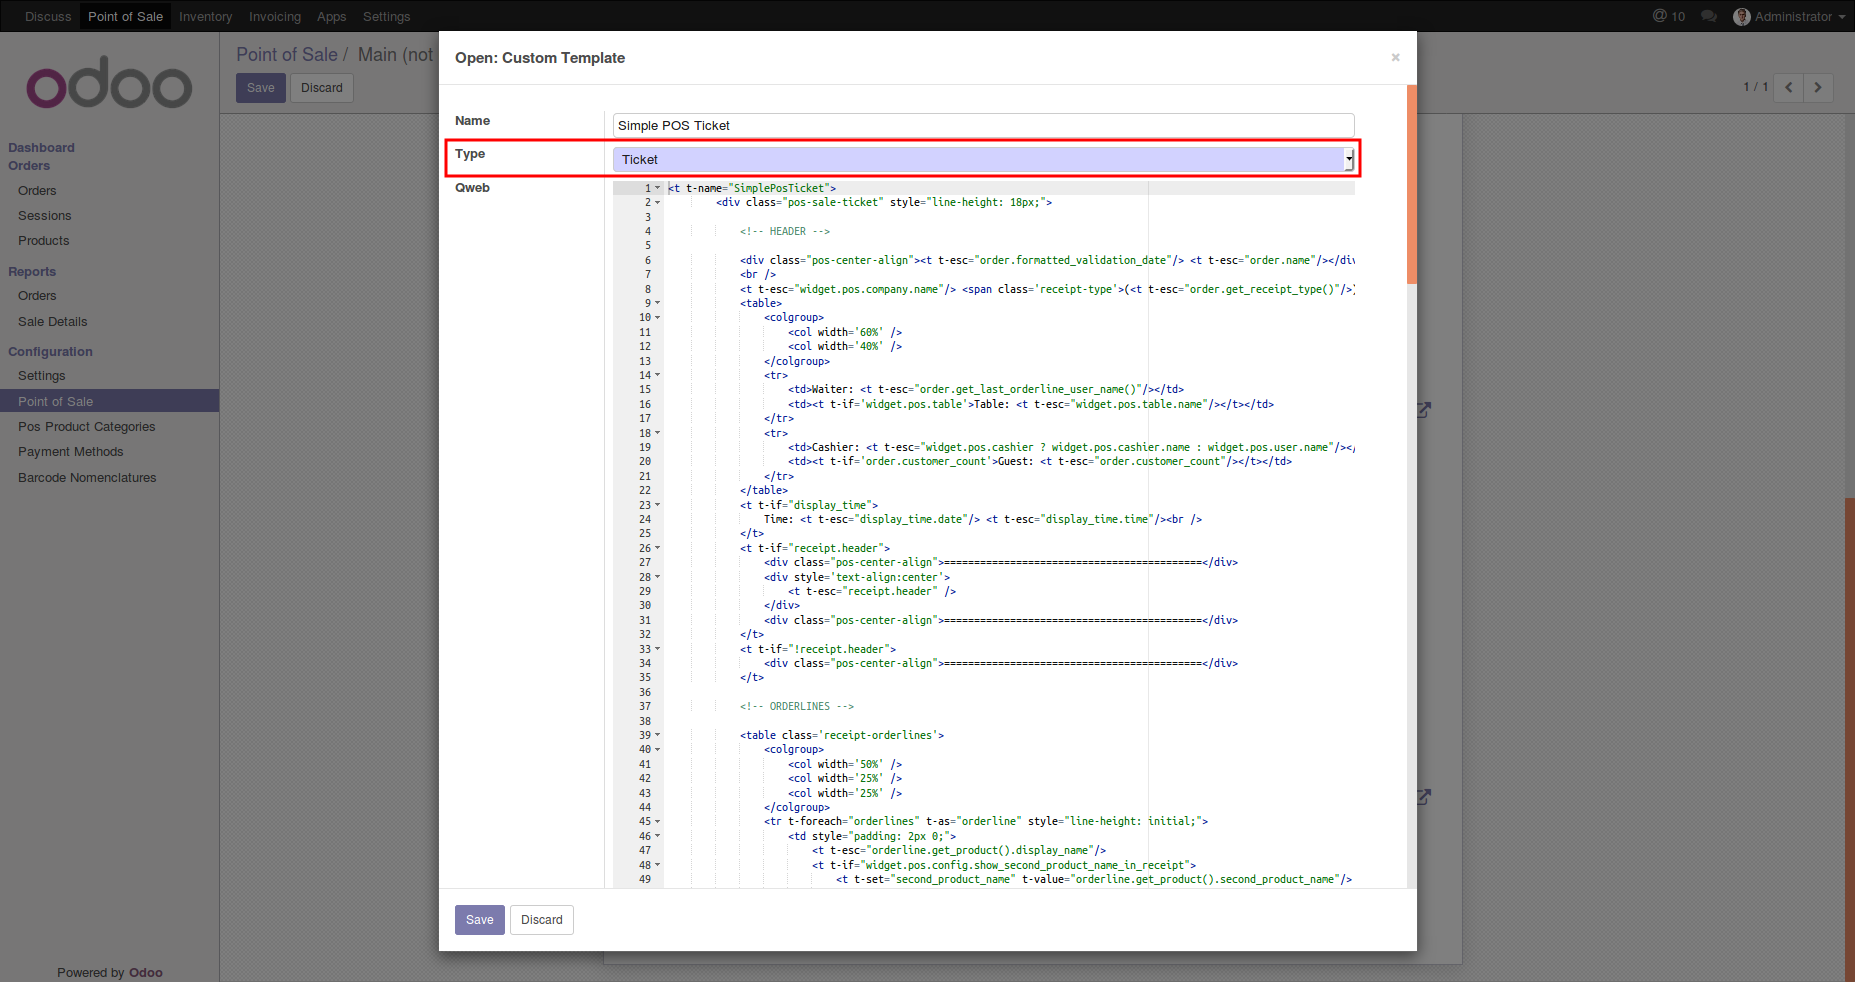 Discuss Point of Sale Inventory Invoicing Apps Settings @ 10 Administrator
odoo
Point of Sale / Main (not
Save Discard
1 / 1
Dashboard
Orders
Orders
Sessions
Products
Reports
Orders
Sale Details
Configuration
Settings
Point of Sale
Pos Product Categories
Payment Methods
Barcode Nomenclatures
Powered by Odoo
Open: Custom Template ×
Name Simple POS Ticket
Type Ticket
Qweb
1 <t t-name="SimplePosTicket">
2 <div class="pos-sale-ticket" style="line-height: 18px;">
3
4 <!-- HEADER -->
5
6 <div class="pos-center-align"><t t-esc="order.formatted_validation_date"/> <t t-esc="order.name"/></div
7 <br />
8 <t t-esc="widget.pos.company.name"/> <span class='receipt-type'>(<t t-esc="order.get_receipt_type()"/>)
9 <table>
10 <colgroup>
11 <col width='60%' />
12 <col width='40%' />
13 </colgroup>
14 <tr>
15 <td>Waiter: <t t-esc="order.get_last_orderline_user_name()"/></td>
16 <td><t t-if='widget.pos.table'>Table: <t t-esc="widget.pos.table.name"/></t></td>
17 </tr>
18 <tr>
19 <td>Cashier: <t t-esc="widget.pos.cashier ? widget.pos.cashier.name : widget.pos.user.name"/></
20 <td><t t-if='order.customer_count'>Guest: <t t-esc="order.customer_count"/></t></td>
21 </tr>
22 </table>
23 <t t-if="display_time">
24 Time: <t t-esc="display_time.date"/> <t t-esc="display_time.time"/><br />
25 </t>
26 <t t-if="receipt.header">
27 <div class="pos-center-align">===========================================</div>
28 <div style='text-align:center'>
29 <t t-esc="receipt.header" />
30 </div>
31 <div class="pos-center-align">===========================================</div>
32 </t>
33 <t t-if="!receipt.header">
34 <div class="pos-center-align">===========================================</div>
35 </t>
36
37 <!-- ORDERLINES -->
38
39 <table class='receipt-orderlines'>
40 <colgroup>
41 <col width='50%' />
42 <col width='25%' />
43 <col width='25%' />
44 </colgroup>
45 <tr t-foreach="orderlines" t-as="orderline" style="line-height: initial;">
46 <td style="padding: 2px 0;">
47 <t t-esc="orderline.get_product().display_name"/>
48 <t t-if="widget.pos.config.show_second_product_name_in_receipt">
49 <t t-set="second_product_name" t-value="orderline.get_product().second_product_name"/>
Save Discard